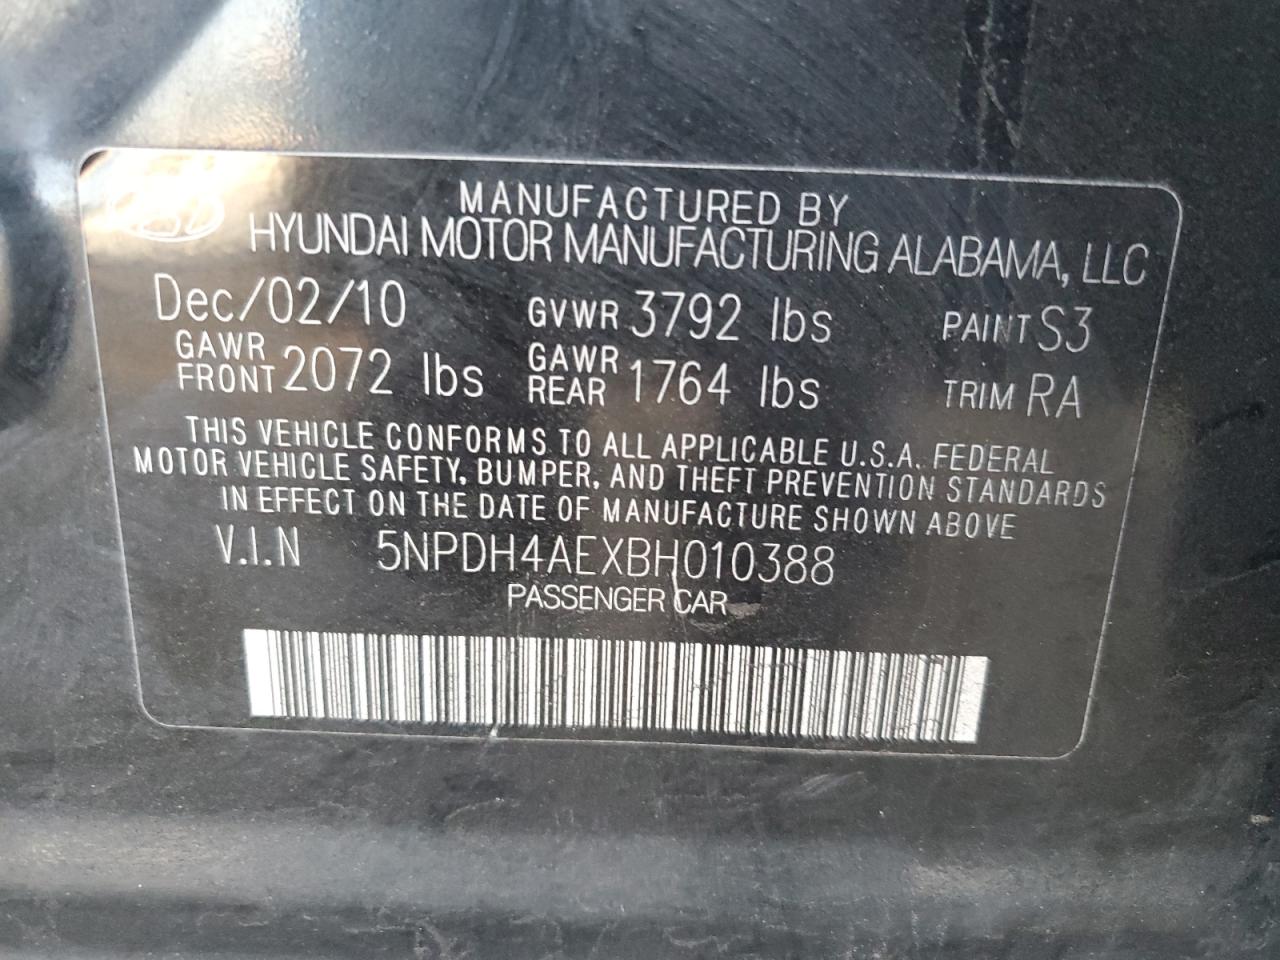 MANUFACTURED BY
HYUNDAI MOTOR MANUFACTURING ALABAMA, LLC
Dec/02/10 GVWR 3792 lbs PAINT S3
GAWR FRONT 2072 lbs GAWR REAR 1764 lbs TRIM RA
THIS VEHICLE CONFORMS TO ALL APPLICABLE U.S.A. FEDERAL
MOTOR VEHICLE SAFETY, BUMPER, AND THEFT PREVENTION STANDARDS
IN EFFECT ON THE DATE OF MANUFACTURE SHOWN ABOVE
V.I.N 5NPDH4AEXBH010388
PASSENGER CAR